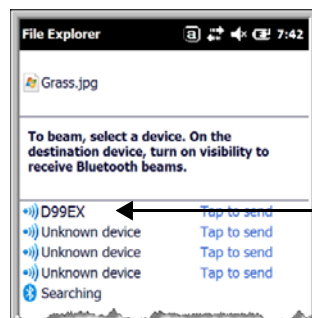 File Explorer a 7:42
Grass.jpg
To beam, select a device. On the
destination device, turn on visibility to
receive Bluetooth beams.
D99EX Tap to send
Unknown device Tap to send
Unknown device Tap to send
Unknown device Tap to send
Searching